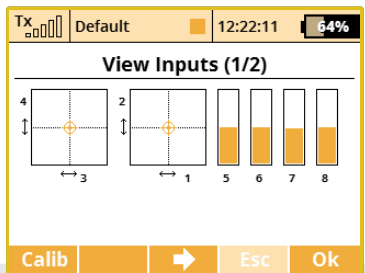 Tx Default 12:22:11 64%
View Inputs (1/2)
4 2
3 1 5 6 7 8
Calib Esc Ok